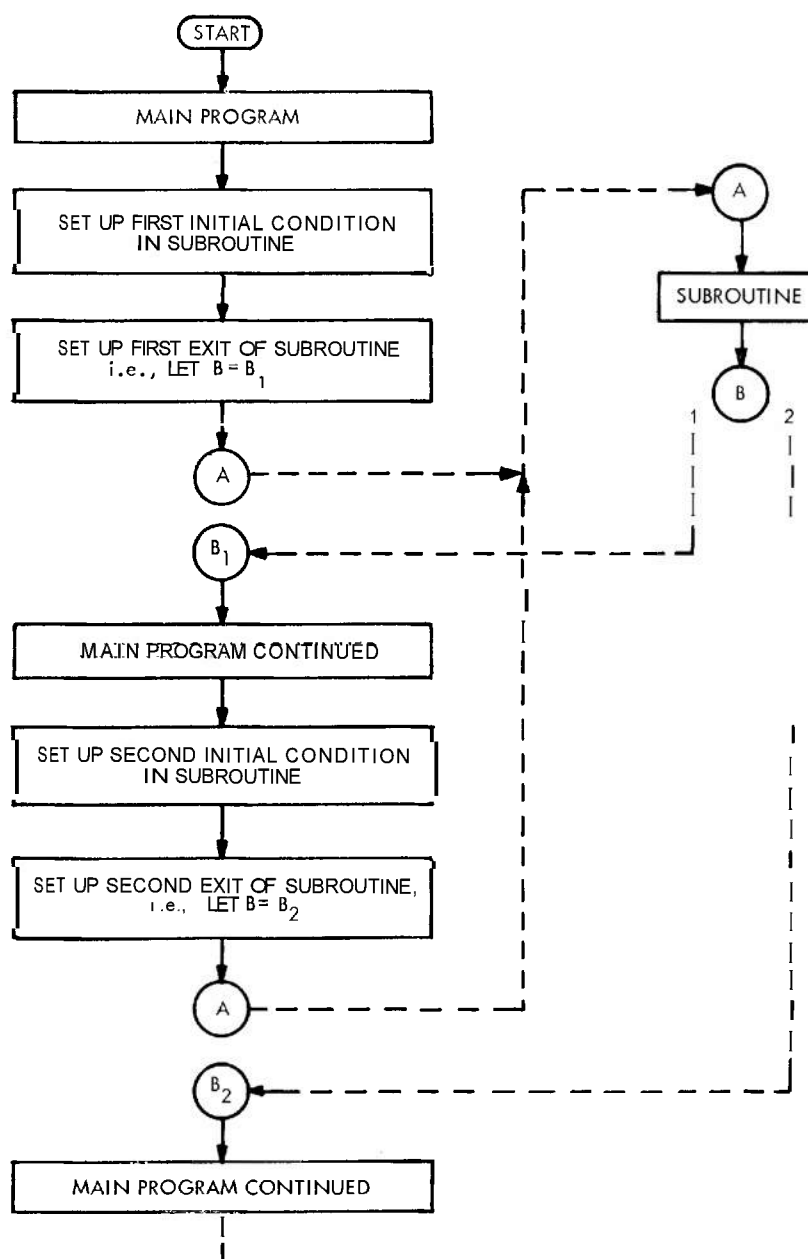 START
MAIN PROGRAM
SET UP FIRST INITIAL CONDITION
IN SUBROUTINE
SET UP FIRST EXIT OF SUBROUTINE
i.e., LET B = B1
A
B1
MAIN PROGRAM CONTINUED
SET UP SECOND INITIAL CONDITION
IN SUBROUTINE
SET UP SECOND EXIT OF SUBROUTINE,
i.e., LET B = B2
A
B2
MAIN PROGRAM CONTINUED
A
SUBROUTINE
B
1 2